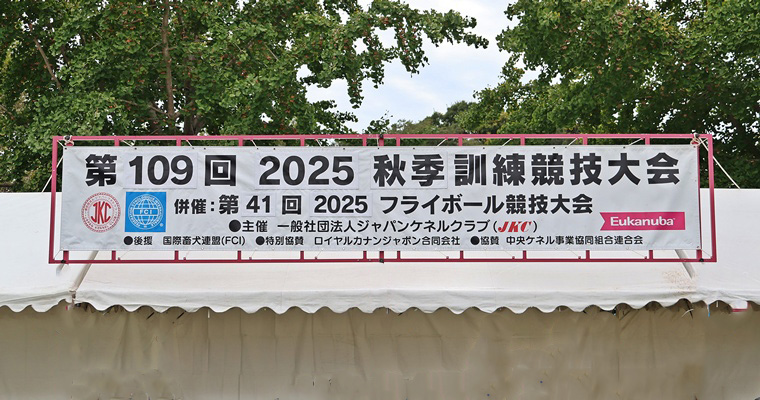 第109回 2025 秋季訓練競技大会
JKC
FCI
併催：第41回 2025 フライボール競技大会
●主催 一般社団法人ジャパンケネルクラブ（JKC）
Eukanuba
●後援 国際畜犬連盟(FCI) ●特別協賛 ロイヤルカナンジャポン合同会社 ●協賛 中央ケネル事業協同組合連合会